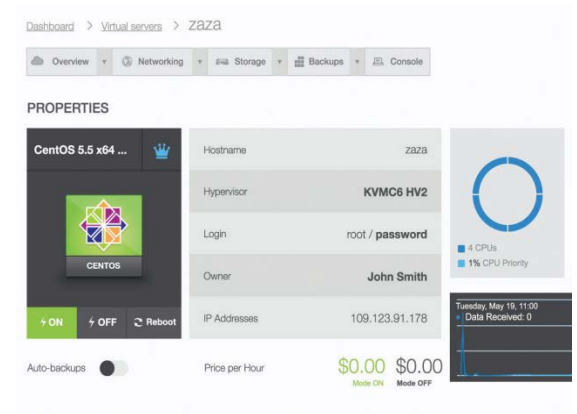 Dashboard > Virtual servers > zaza
Overview Networking Storage Backups Console
PROPERTIES
CentOS 5.5 x64 ...
CENTOS
ON OFF Reboot
Hostname zaza
Hypervisor KVMC6 HV2
Login root / password
Owner John Smith
IP Addresses 109.123.91.178
4 CPUs
1% CPU Priority
Tuesday, May 19, 11:00
Data Received: 0
Auto-backups
Price per Hour $0.00 $0.00
Mode ON Mode OFF